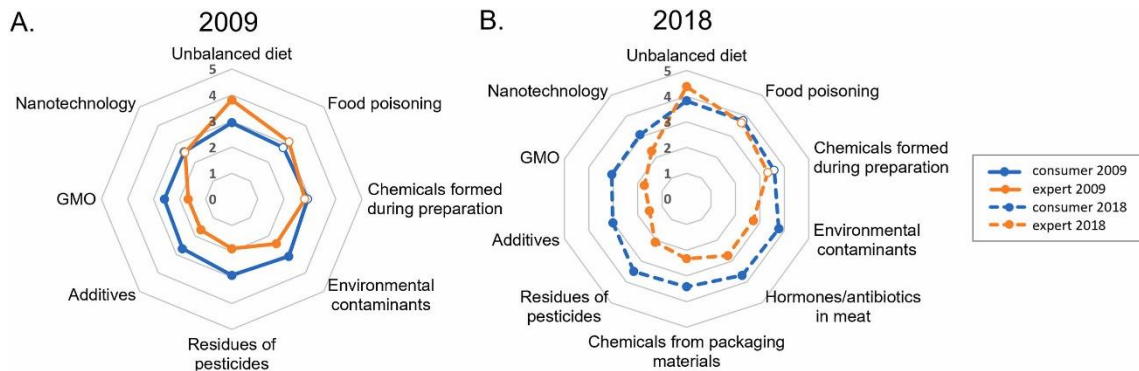 A.
2009
Unbalanced diet
5
4
3
2
1
0
Food poisoning
Chemicals formed
during preparation
Environmental
contaminants
Residues of
pesticides
Additives
GMO
Nanotechnology
B.
2018
Unbalanced diet
5
4
3
2
1
0
Food poisoning
Chemicals formed
during preparation
Environmental
contaminants
Hormones/antibiotics
in meat
Chemicals from packaging
materials
Residues of
pesticides
Additives
GMO
Nanotechnology
consumer 2009
expert 2009
consumer 2018
expert 2018